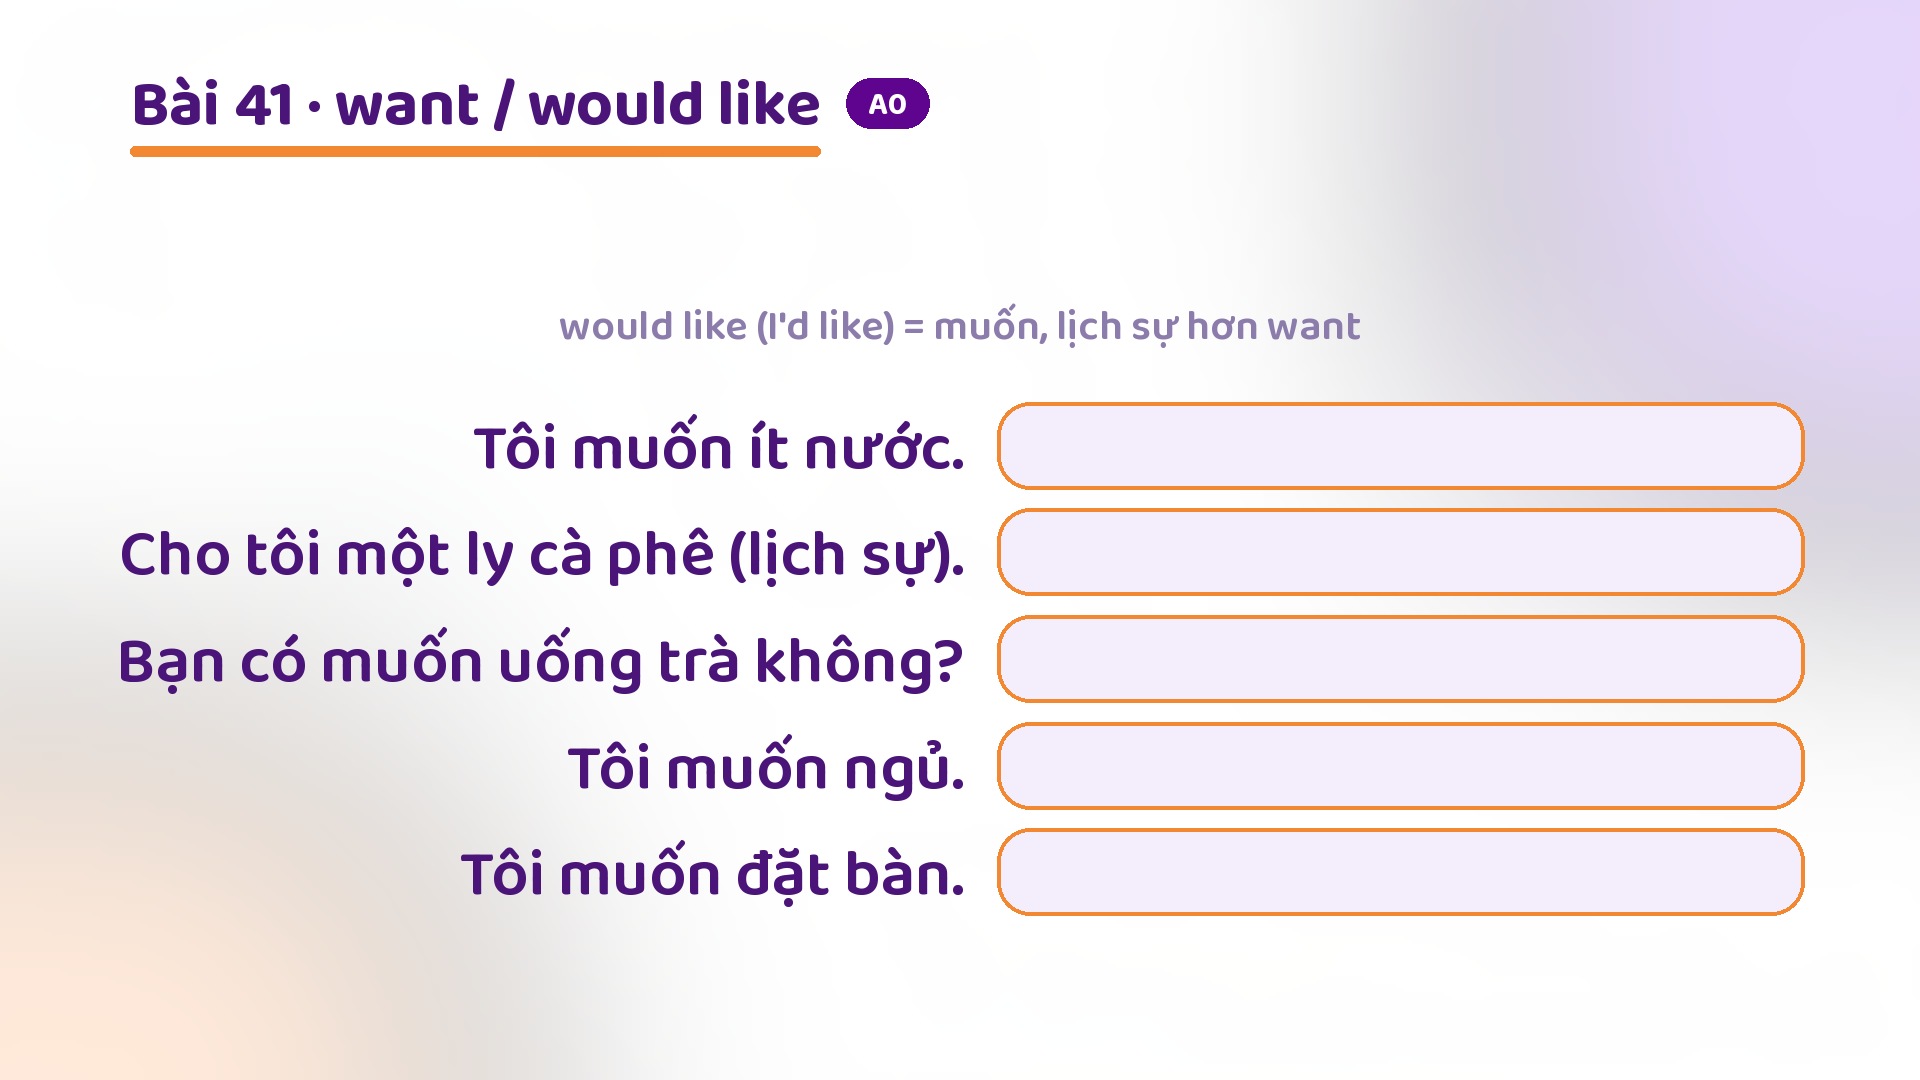 Bài 41 · want / would like A0
would like (I'd like) = muốn, lịch sự hơn want
Tôi muốn ít nước.
Cho tôi một ly cà phê (lịch sự).
Bạn có muốn uống trà không?
Tôi muốn ngủ.
Tôi muốn đặt bàn.